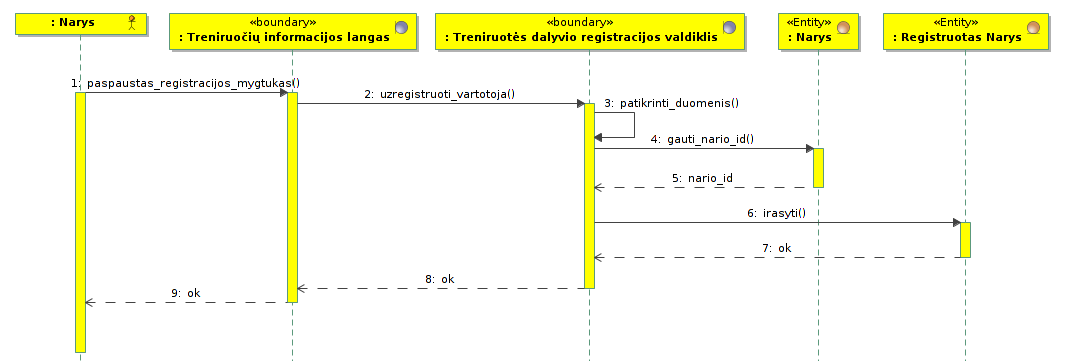 : Narys
«boundary»
: Treniruočių informacijos langas
«boundary»
: Treniruotės dalyvio registracijos valdiklis
«Entity»
: Narys
«Entity»
: Registruotas Narys
1: paspaustas_registracijos_mygtukas()
2: uzregistruoti_vartotoja()
3: patikrinti_duomenis()
4: gauti_nario_id()
5: nario_id
6: irasyti()
7: ok
8: ok
9: ok